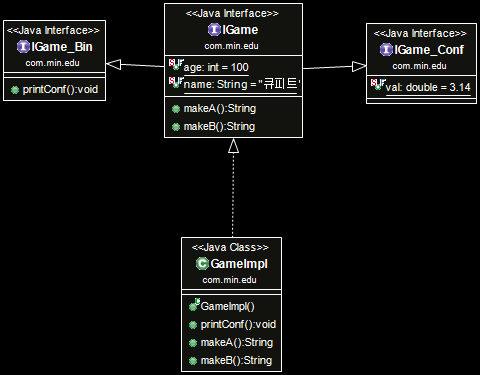 <<Java Interface>>
IGame_Bin
com.min.edu
printConf():void
<<Java Interface>>
IGame
com.min.edu
age: int = 100
name: String = "큐피트"
makeA():String
makeB():String
<<Java Interface>>
IGame_Conf
com.min.edu
val: double = 3.14
<<Java Class>>
GameImpl
com.min.edu
GameImpl()
printConf():void
makeA():String
makeB():String